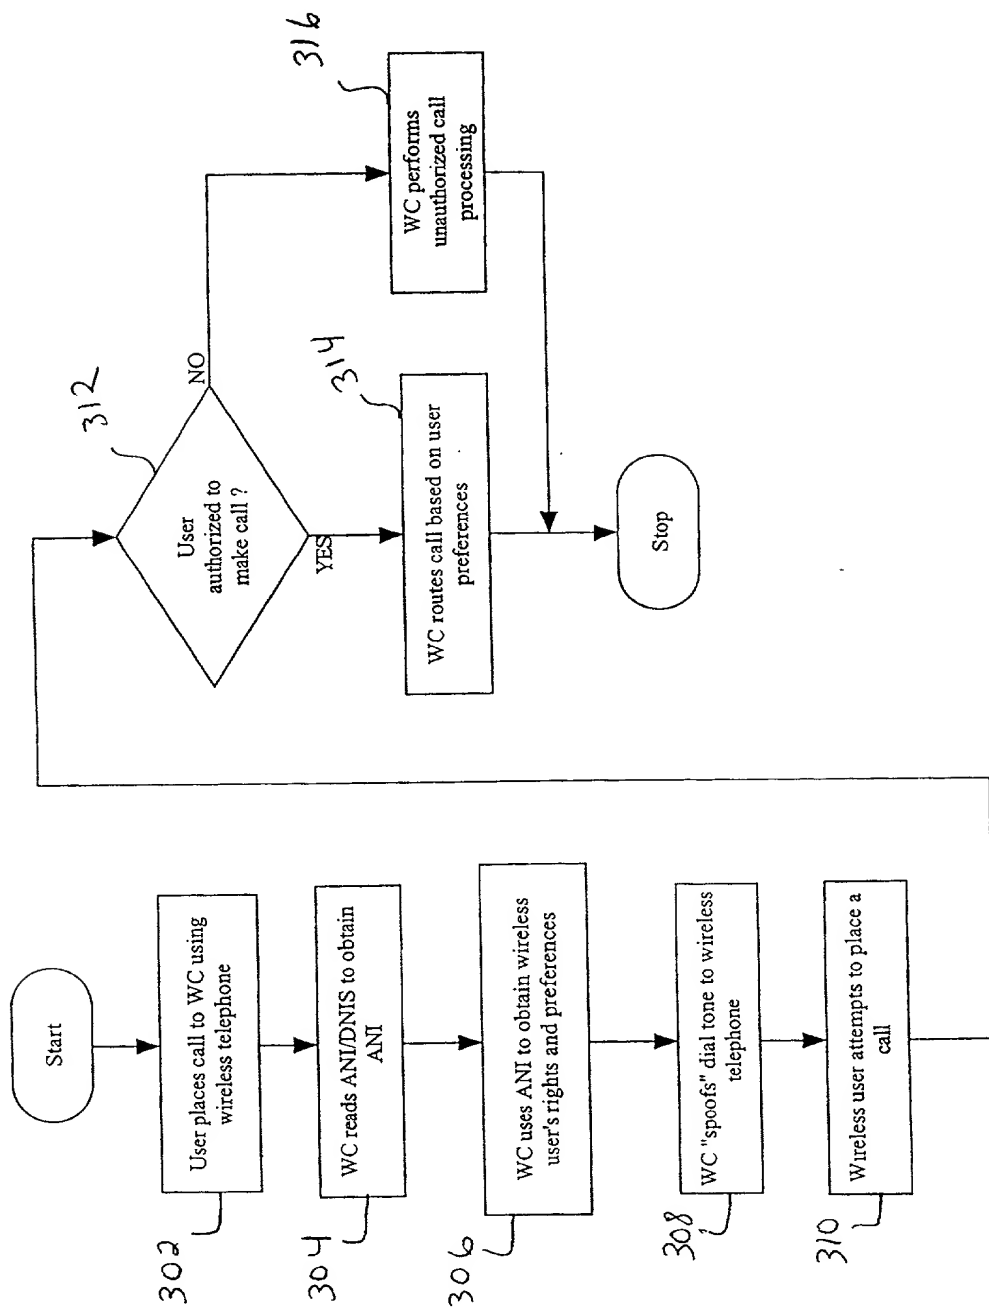 Start
302
User places call to WC using
wireless telephone
304
WC reads ANI/DNIS to obtain
ANI
306
WC uses ANI to obtain wireless
user's rights and preferences
308
WC "spoofs" dial tone to wireless
telephone
310
Wireless user attempts to place a
call
312
User
authorized to
make call ?
NO
YES
314
WC routes call based on user
preferences
316
WC performs
unauthorized call
processing
Stop